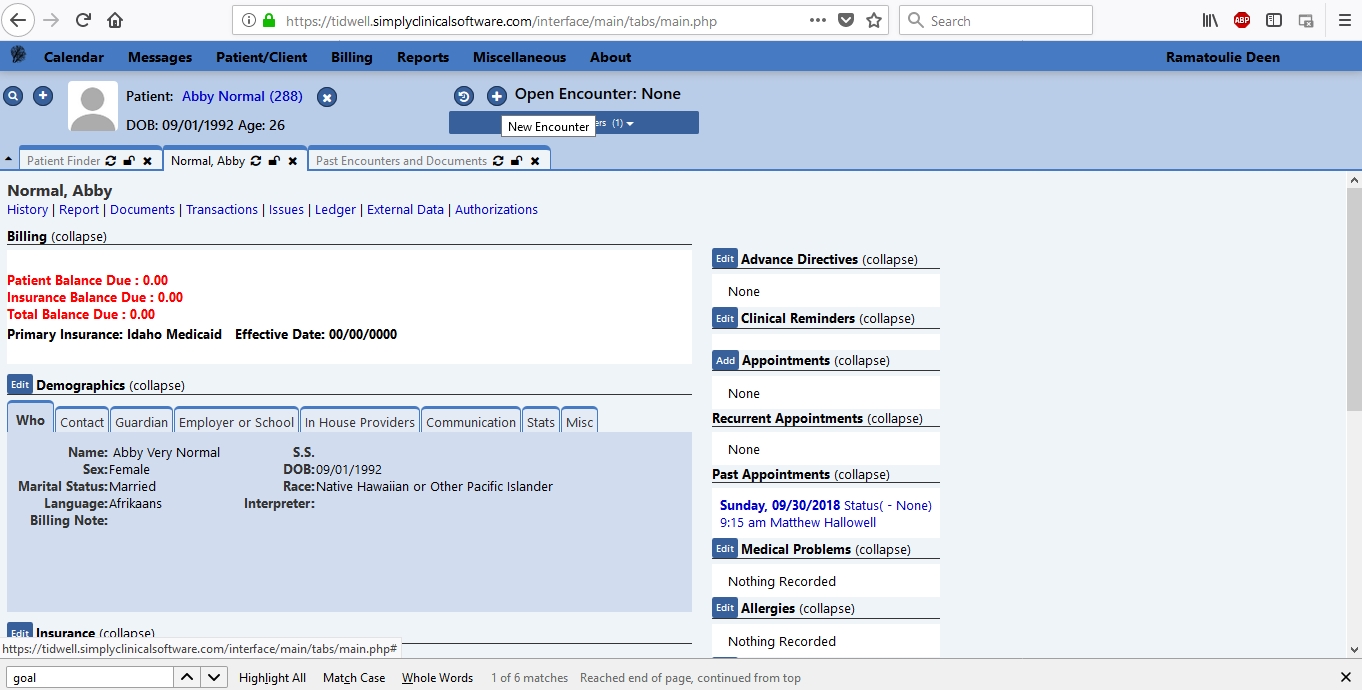 https://tidwell.simplyclinicalsoftware.com/interface/main/tabs/main.php
Search
ABP
Calendar Messages Patient/Client Billing Reports Miscellaneous About Ramatoulie Deen
Patient: Abby Normal (288)
DOB: 09/01/1992 Age: 26
Open Encounter: None
(1)
New Encounter
Patient Finder Normal, Abby Past Encounters and Documents
Normal, Abby
History | Report | Documents | Transactions | Issues | Ledger | External Data | Authorizations
Billing (collapse)
Patient Balance Due : 0.00
Insurance Balance Due : 0.00
Total Balance Due : 0.00
Primary Insurance: Idaho Medicaid Effective Date: 00/00/0000
Edit Demographics (collapse)
Who Contact Guardian Employer or School In House Providers Communication Stats Misc
Name: Abby Very Normal S.S.
Sex:Female DOB:09/01/1992
Marital Status:Married Race:Native Hawaiian or Other Pacific Islander
Language:Afrikaans Interpreter:
Billing Note:
Edit Insurance (collapse)
Edit Advance Directives (collapse)
None
Edit Clinical Reminders (collapse)
Add Appointments (collapse)
None
Recurrent Appointments (collapse)
None
Past Appointments (collapse)
Sunday, 09/30/2018 Status( - None)
9:15 am Matthew Hallowell
Edit Medical Problems (collapse)
Nothing Recorded
Edit Allergies (collapse)
Nothing Recorded
https://tidwell.simplyclinicalsoftware.com/interface/main/tabs/main.php#
goal Highlight All Match Case Whole Words 1 of 6 matches Reached end of page, continued from top